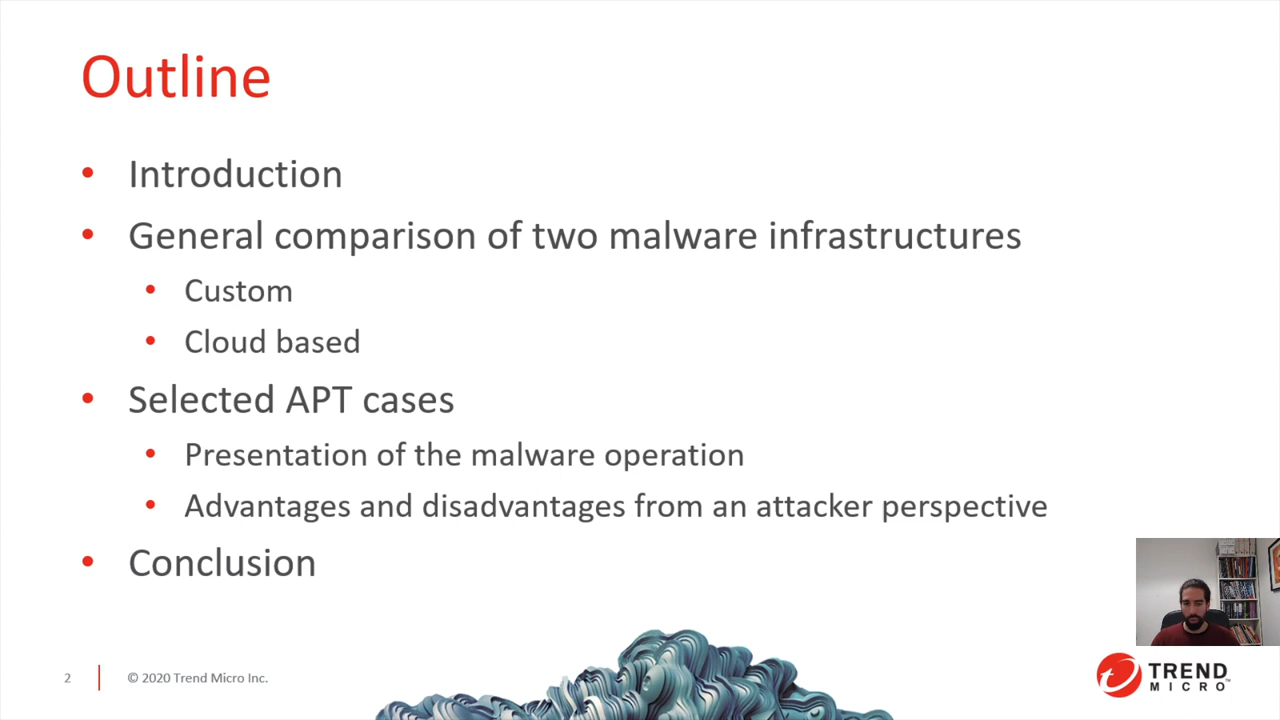 Outline
• Introduction
• General comparison of two malware infrastructures
• Custom
• Cloud based
• Selected APT cases
• Presentation of the malware operation
• Advantages and disadvantages from an attacker perspective
• Conclusion
2
© 2020 Trend Micro Inc.
TREND
MICRO™